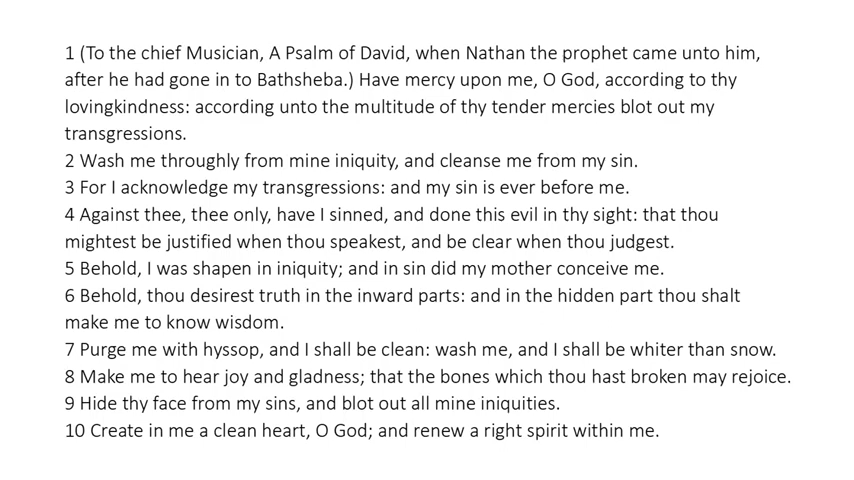 1 (To the chief Musician, A Psalm of David, when Nathan the prophet came unto him,
after he had gone in to Bathsheba.) Have mercy upon me, O God, according to thy
lovingkindness: according unto the multitude of thy tender mercies blot out my
transgressions.
2 Wash me throughly from mine iniquity, and cleanse me from my sin.
3 For I acknowledge my transgressions: and my sin is ever before me.
4 Against thee, thee only, have I sinned, and done this evil in thy sight: that thou
mightest be justified when thou speakest, and be clear when thou judgest.
5 Behold, I was shapen in iniquity; and in sin did my mother conceive me.
6 Behold, thou desirest truth in the inward parts: and in the hidden part thou shalt
make me to know wisdom.
7 Purge me with hyssop, and I shall be clean: wash me, and I shall be whiter than snow.
8 Make me to hear joy and gladness; that the bones which thou hast broken may rejoice.
9 Hide thy face from my sins, and blot out all mine iniquities.
10 Create in me a clean heart, O God; and renew a right spirit within me.